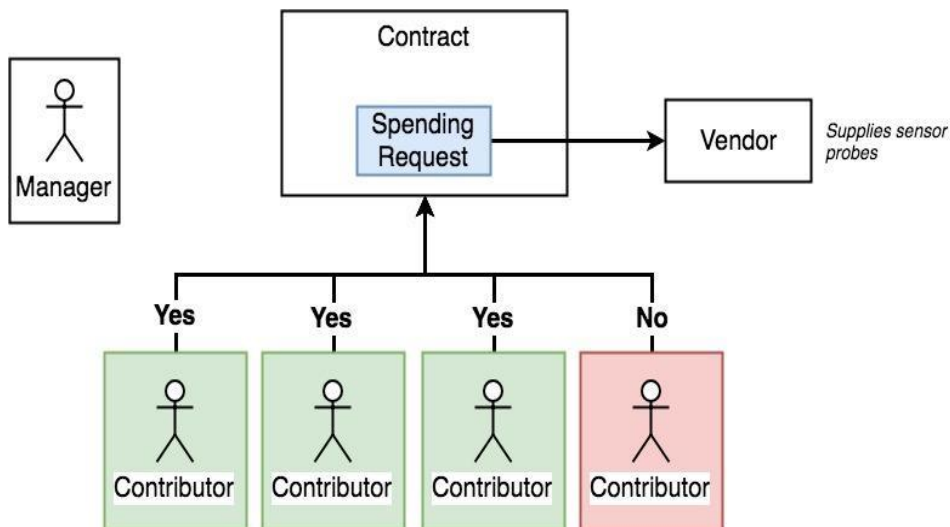 Contract
Spending
Request
Vendor
Supplies sensor
probes
Manager
Yes
Yes
Yes
No
Contributor
Contributor
Contributor
Contributor